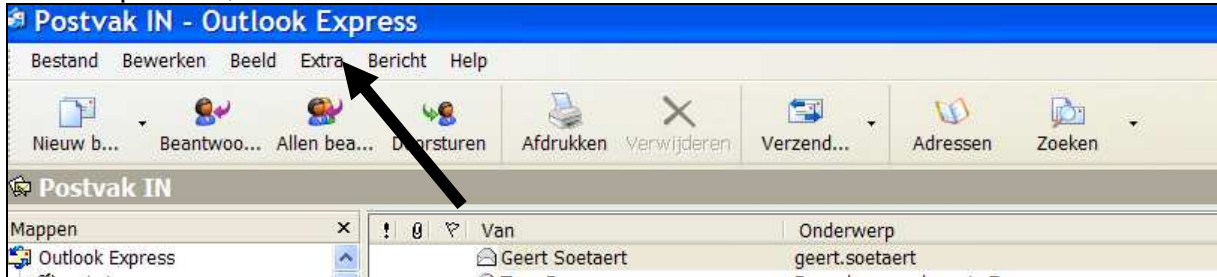 Postvak IN - Outlook Express
Bestand Bewerken Beeld Extra Bericht Help
Nieuw b... Beantwoo... Allen bea... Doorsturen Afdrukken Verwijderen Verzend... Adressen Zoeken
Postvak IN
Mappen × ! Van Onderwerp
Outlook Express Geert Soetaert geert.soetaert